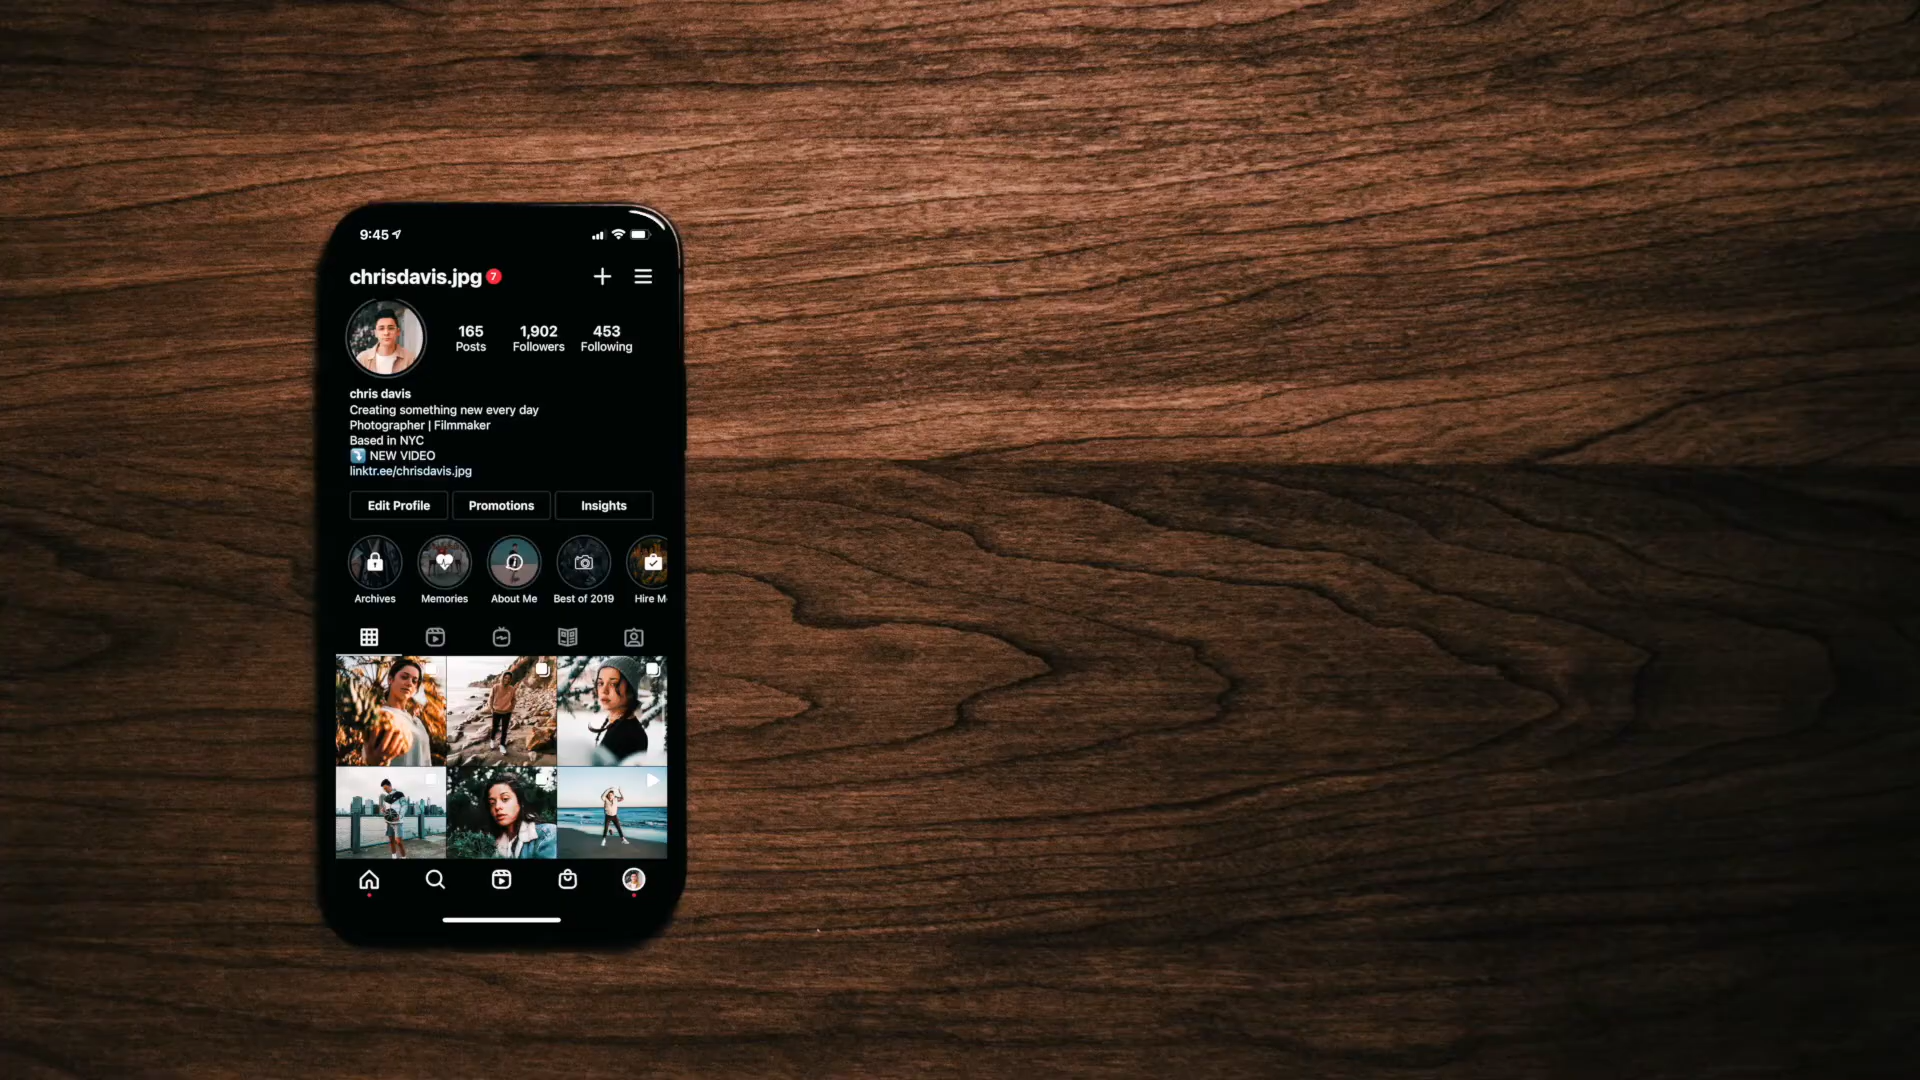 9:45
chrisdavis.jpg 7
165 1,902 453
Posts Followers Following
chris davis
Creating something new every day
Photographer | Filmmaker
Based in NYC
NEW VIDEO
linktr.ee/chrisdavis.jpg
Edit Profile Promotions Insights
Archives Memories About Me Best of 2019 Hire M